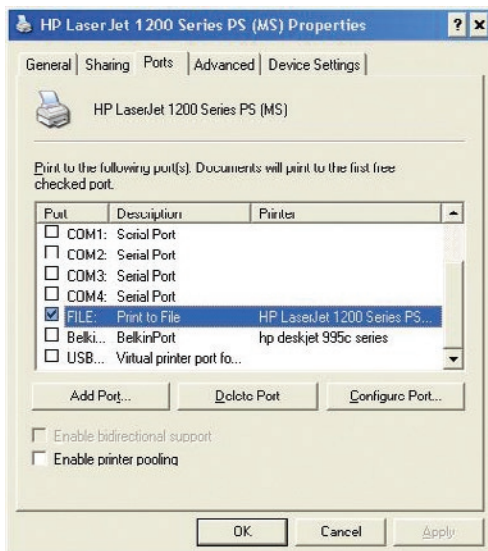 HP LaserJet 1200 Series PS (MS) Properties
General Sharing Ports Advanced Device Settings
HP LaserJet 1200 Series PS (MS)
Print to the following port(s). Documents will print to the first free
checked port.
Port Description Printer
COM1: Serial Port
COM2: Serial Port
COM3: Serial Port
COM4: Serial Port
FILE: Print to File HP LaserJet 1200 Series PS...
Belki... BelkinPort hp deskjet 995c series
USB... Virtual printer port fo...
Add Port... Delete Port Configure Port...
Enable bidirectional support
Enable printer pooling
OK Cancel Apply